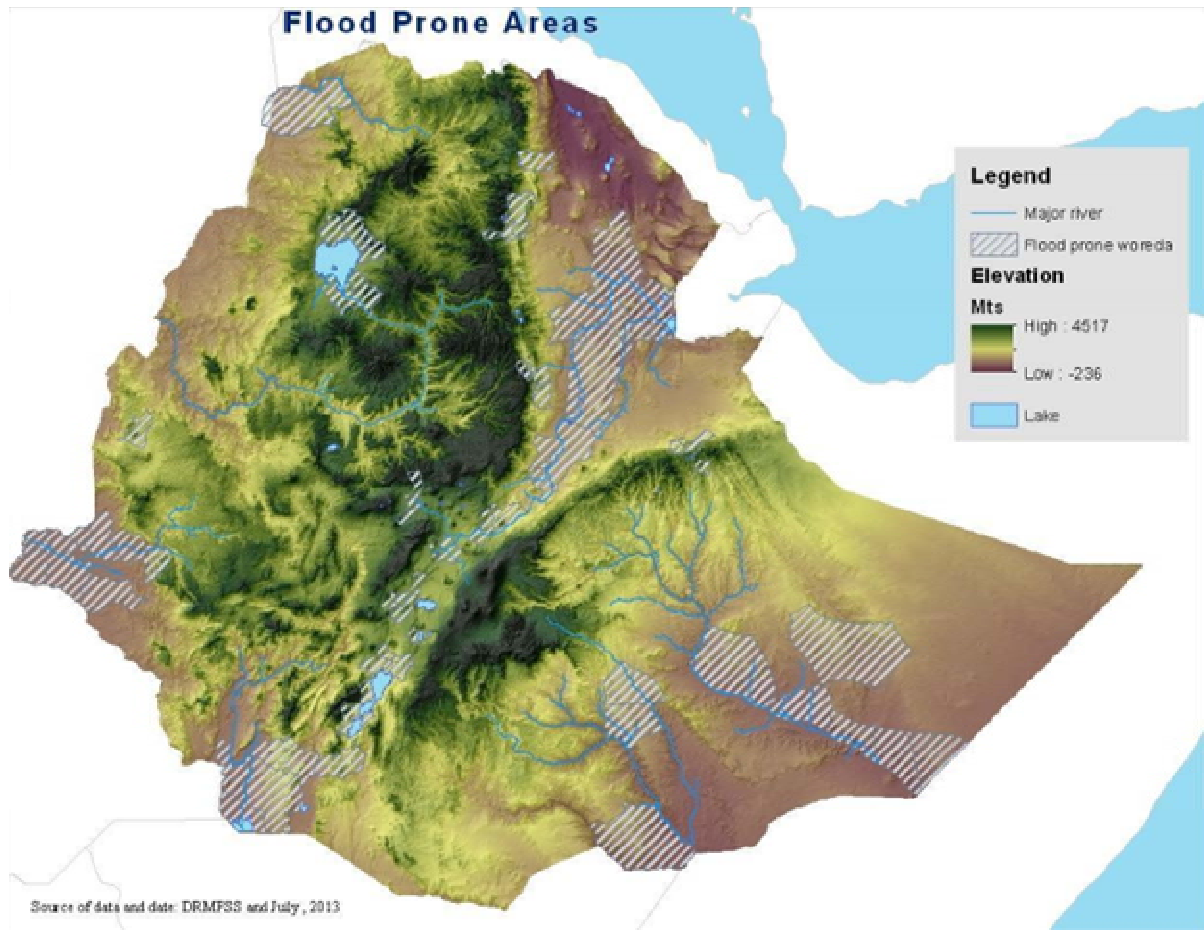 Flood Prone Areas
Legend
Major river
Flood prone woreda
Elevation
Mts
High : 4517
Low : -236
Lake
Source of data and date: DRMFSS and July , 2013